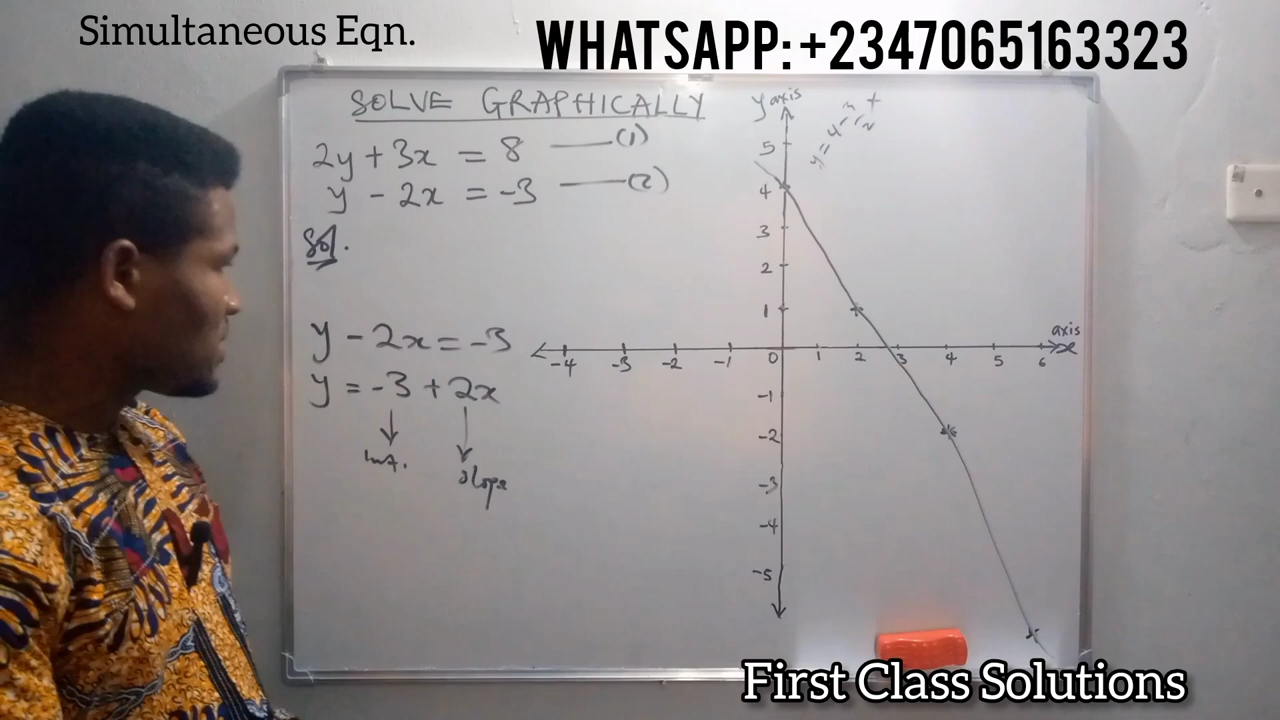 Simultaneous Eqn.
WHATSAPP: +2347065163323
SOLVE GRAPHICALLY
2y + 3x = 8 —(1)
y - 2x = -3 —(2)
Sol.
y - 2x = -3
y = -3 + 2x
int.
slope
y axis
5
4
3
2
1
-4 -3 -2 -1 0 1 2 3 4 5 6
axis
x
-1
-2
-3
-4
-5
First Class Solutions